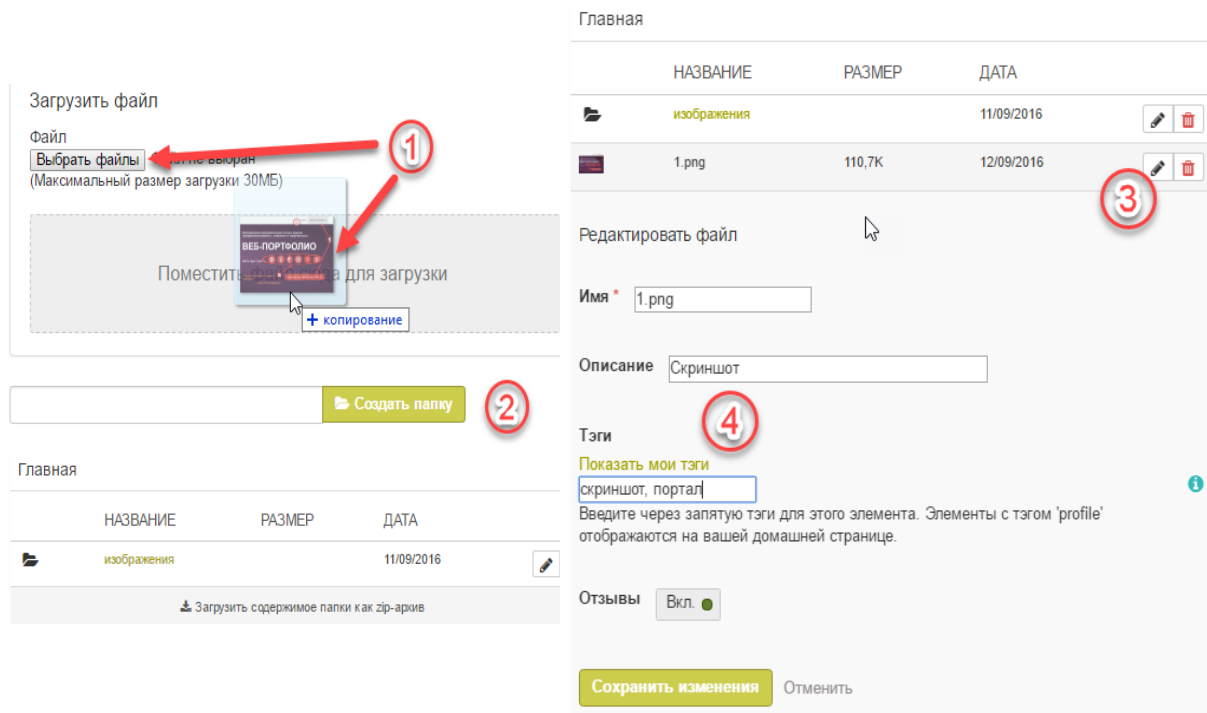 Загрузить файл
Файл
Выбрать файлы не выбран
(Максимальный размер загрузки 30МБ)
ВЕБ-ПОРТФОЛИО
Поместить для загрузки
+ копирование
1
Создать папку
2
Главная
НАЗВАНИЕ РАЗМЕР ДАТА
изображения 11/09/2016
Загрузить содержимое папки как zip-архив
Главная
НАЗВАНИЕ РАЗМЕР ДАТА
изображения 11/09/2016
1.png 110,7K 12/09/2016
3
Редактировать файл
Имя * 1.png
Описание Скриншот
4
Тэги
Показать мои тэги
скриншот, портал
Введите через запятую тэги для этого элемента. Элементы с тэгом 'profile'
отображаются на вашей домашней странице.
Отзывы Вкл.
Сохранить изменения Отменить